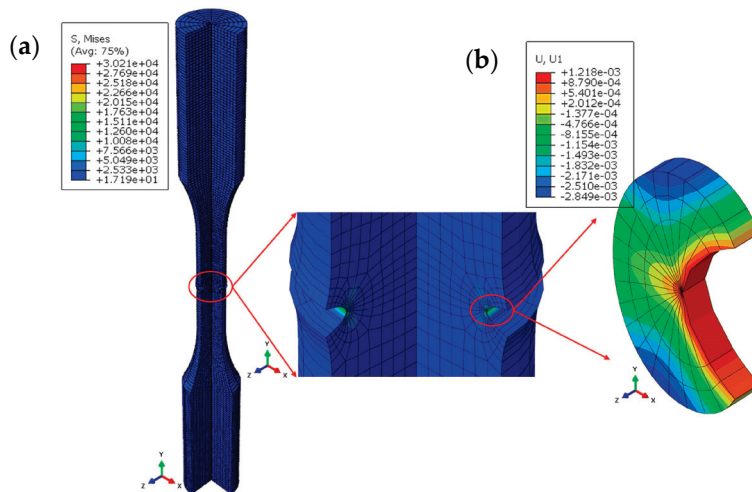 (a)
S, Mises
(Avg: 75%)
+3.021e+04
+2.769e+04
+2.518e+04
+2.266e+04
+2.015e+04
+1.763e+04
+1.511e+04
+1.260e+04
+1.008e+04
+7.566e+03
+5.049e+03
+2.533e+03
+1.719e+01
(b)
U, U1
+1.218e-03
+8.790e-04
+5.401e-04
+2.012e-04
-1.377e-04
-4.766e-04
-8.155e-04
-1.154e-03
-1.493e-03
-1.832e-03
-2.171e-03
-2.510e-03
-2.849e-03
Y
Z
X
Y
Z
X
Y
Z
X